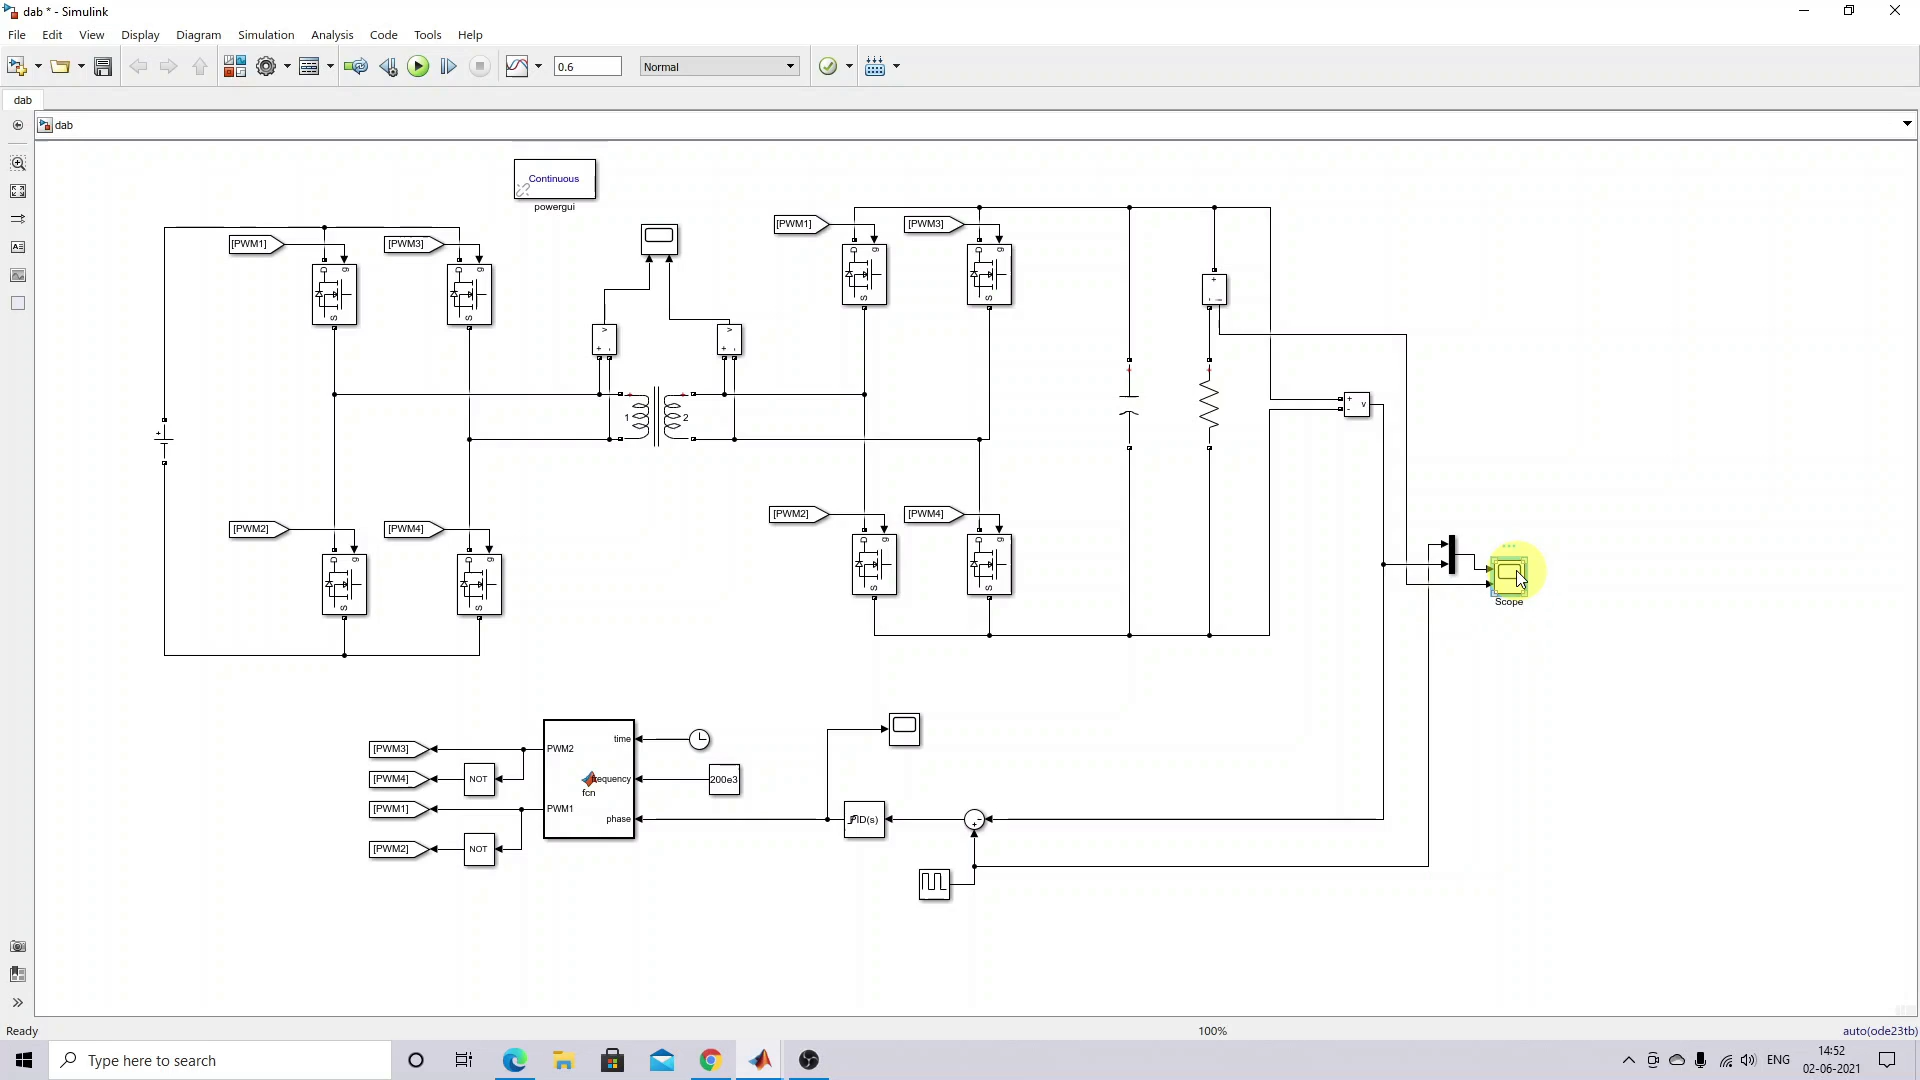 dab * - Simulink
File Edit View Display Diagram Simulation Analysis Code Tools Help
0.6 Normal
dab
dab
Continuous
powergui
[PWM1]
[PWM3]
[PWM1]
[PWM3]
D g
S
D g
S
D g
S
D g
S
+
- i
v
+ -
v
+ -
1
2
+
-
v
+
[PWM2]
[PWM4]
[PWM2]
[PWM4]
D g
S
D g
S
D g
S
D g
S
Scope
[PWM3]
PWM2
time
[PWM4]
NOT
frequency
fcn
200e3
[PWM1]
PWM1
phase
PID(s)
[PWM2]
NOT
Ready
100%
auto(ode23tb)
Type here to search
ENG
14:52
02-06-2021